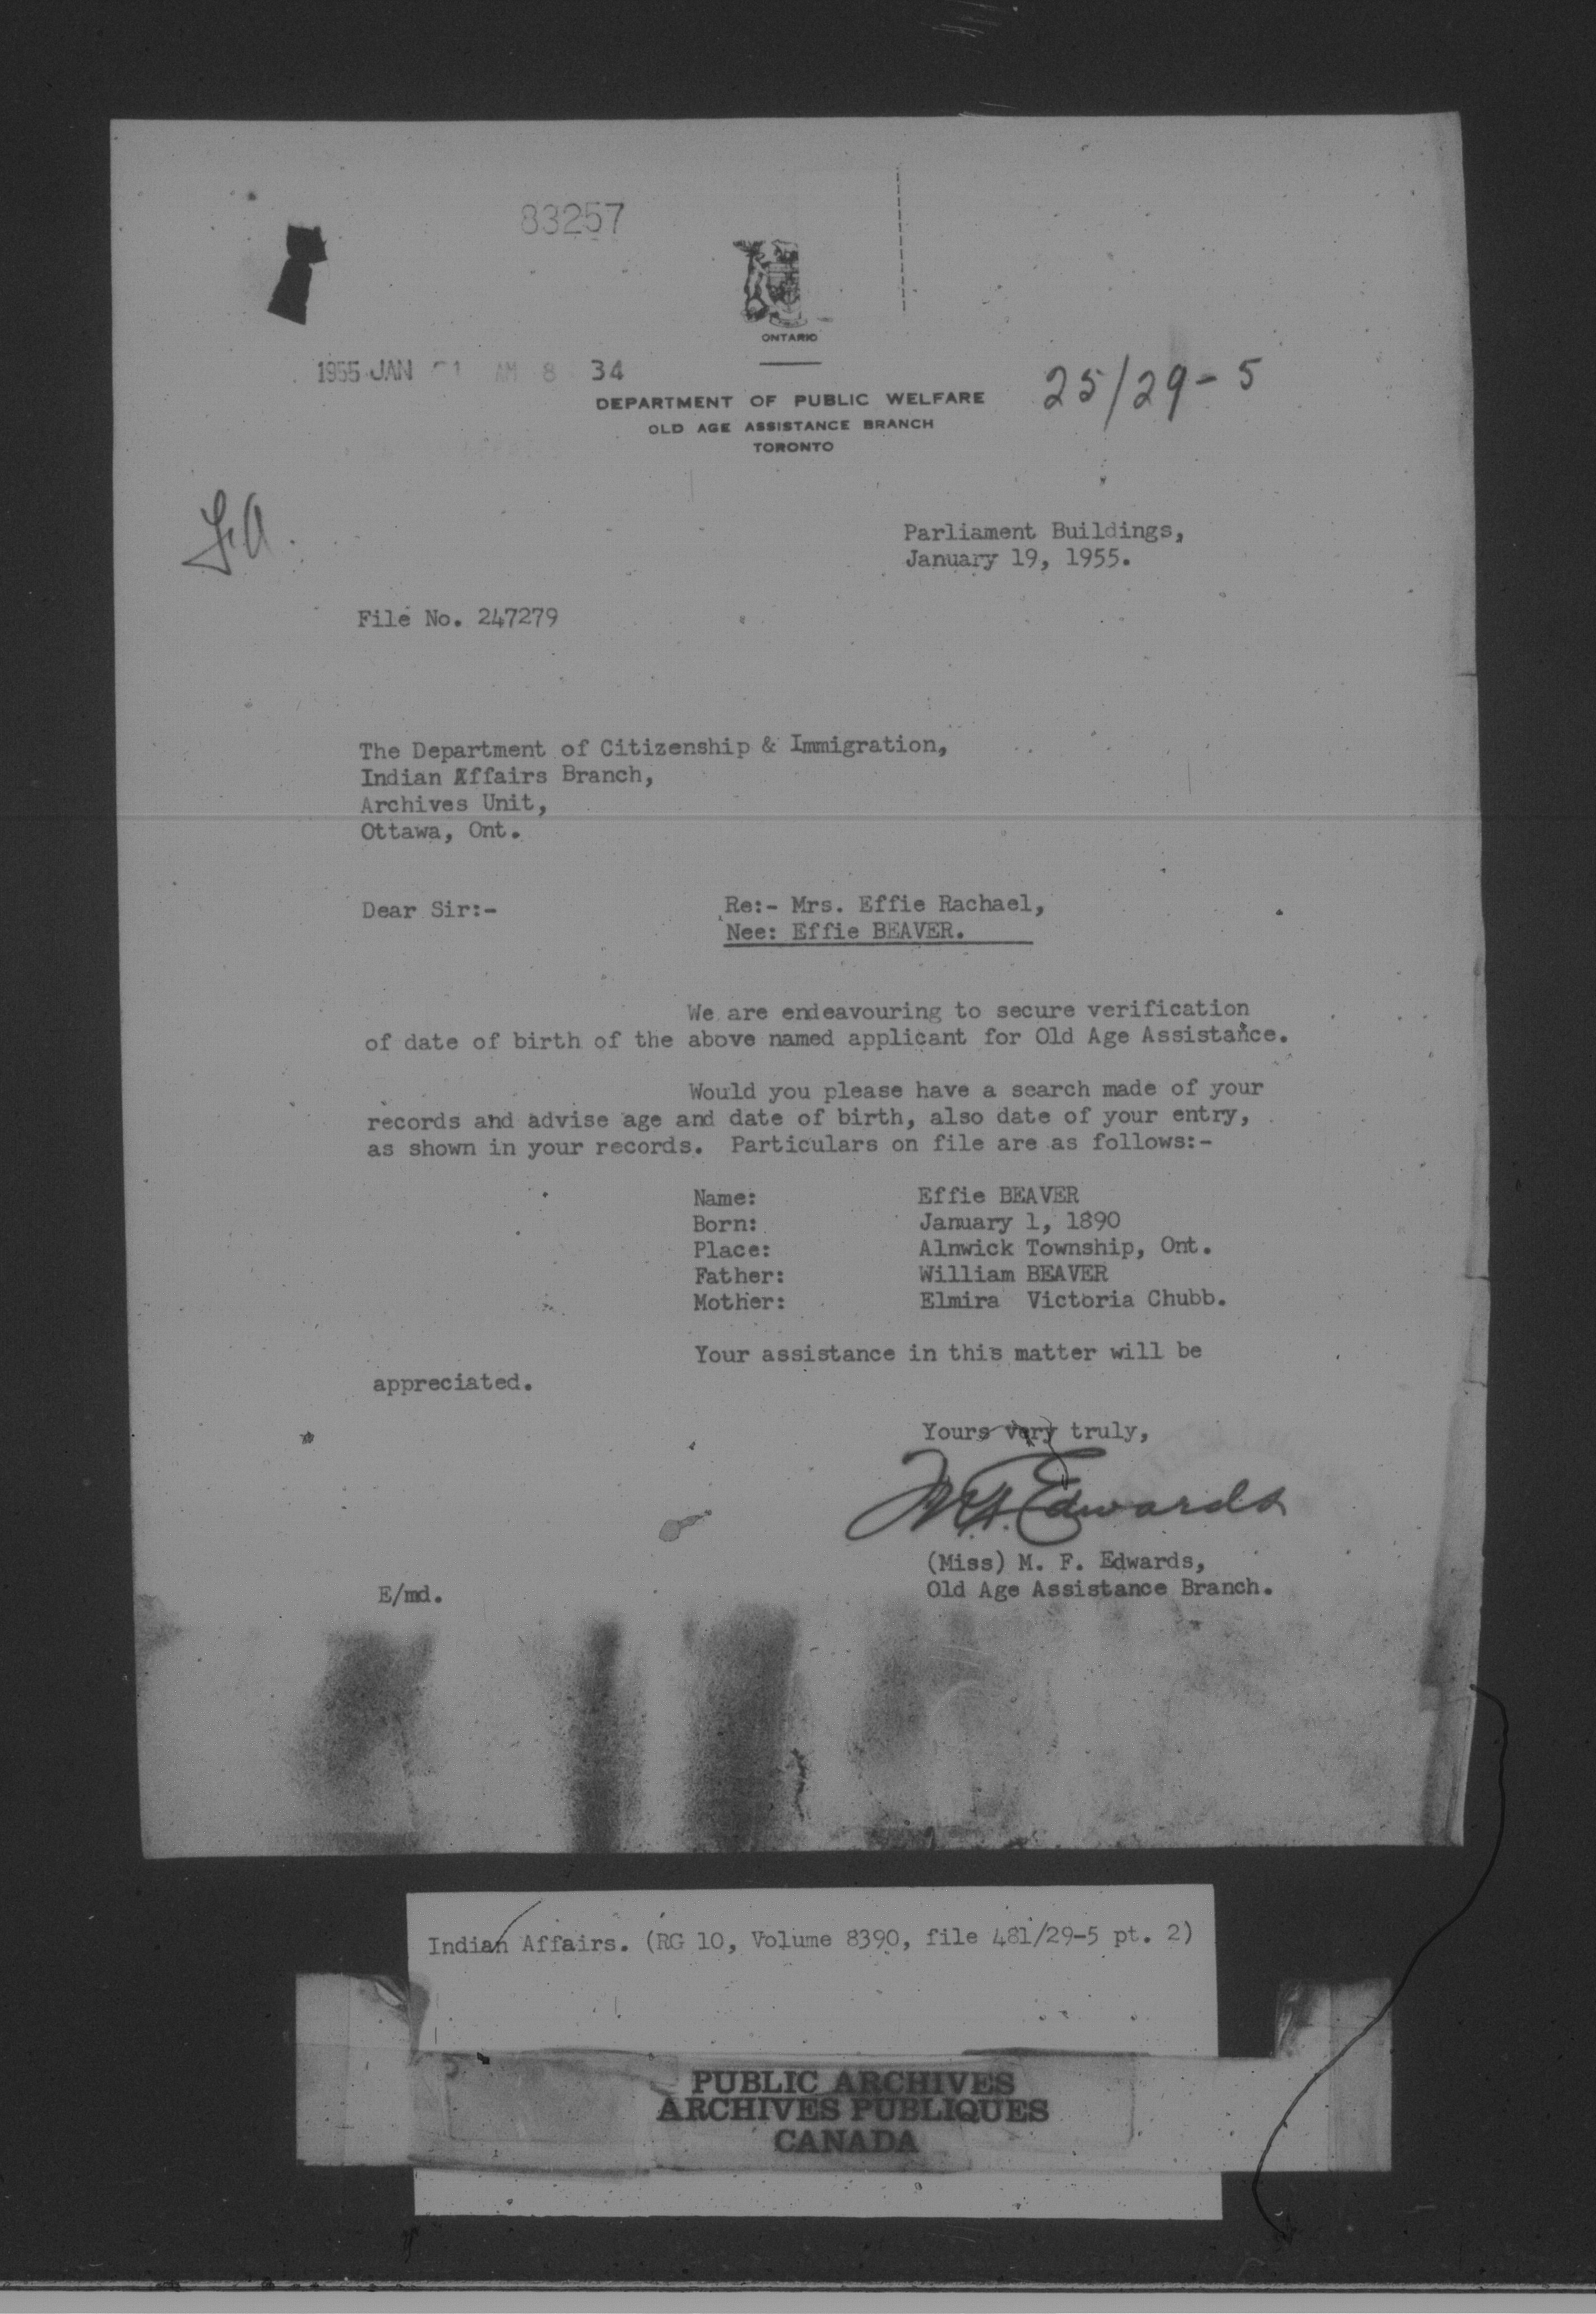 83257
ONTARIO
1955 JAN 21 AM 8 34
DEPARTMENT OF PUBLIC WELFARE
OLD AGE ASSISTANCE BRANCH
TORONTO
25/29-5
Parliament Buildings,
January 19, 1955.
File No. 247279
The Department of Citizenship & Immigration,
Indian Affairs Branch,
Archives Unit,
Ottawa, Ont.
Dear Sir:-
Re:- Mrs. Effie Rachael,
Nee: Effie BEAVER.
We are endeavouring to secure verification
of date of birth of the above named applicant for Old Age Assistance.
Would you please have a search made of your
records and advise age and date of birth, also date of your entry,
as shown in your records. Particulars on file are as follows:-
Name: Effie BEAVER
Born: January 1, 1890
Place: Alnwick Township, Ont.
Father: William BEAVER
Mother: Elmira Victoria Chubb.
Your assistance in this matter will be
appreciated.
Yours very truly,
M.F. Edwards
(Miss) M. F. Edwards,
Old Age Assistance Branch.
E/md.
Indian Affairs. (RG 10, Volume 8390, file 481/29-5 pt. 2)
PUBLIC ARCHIVES
ARCHIVES PUBLIQUES
CANADA